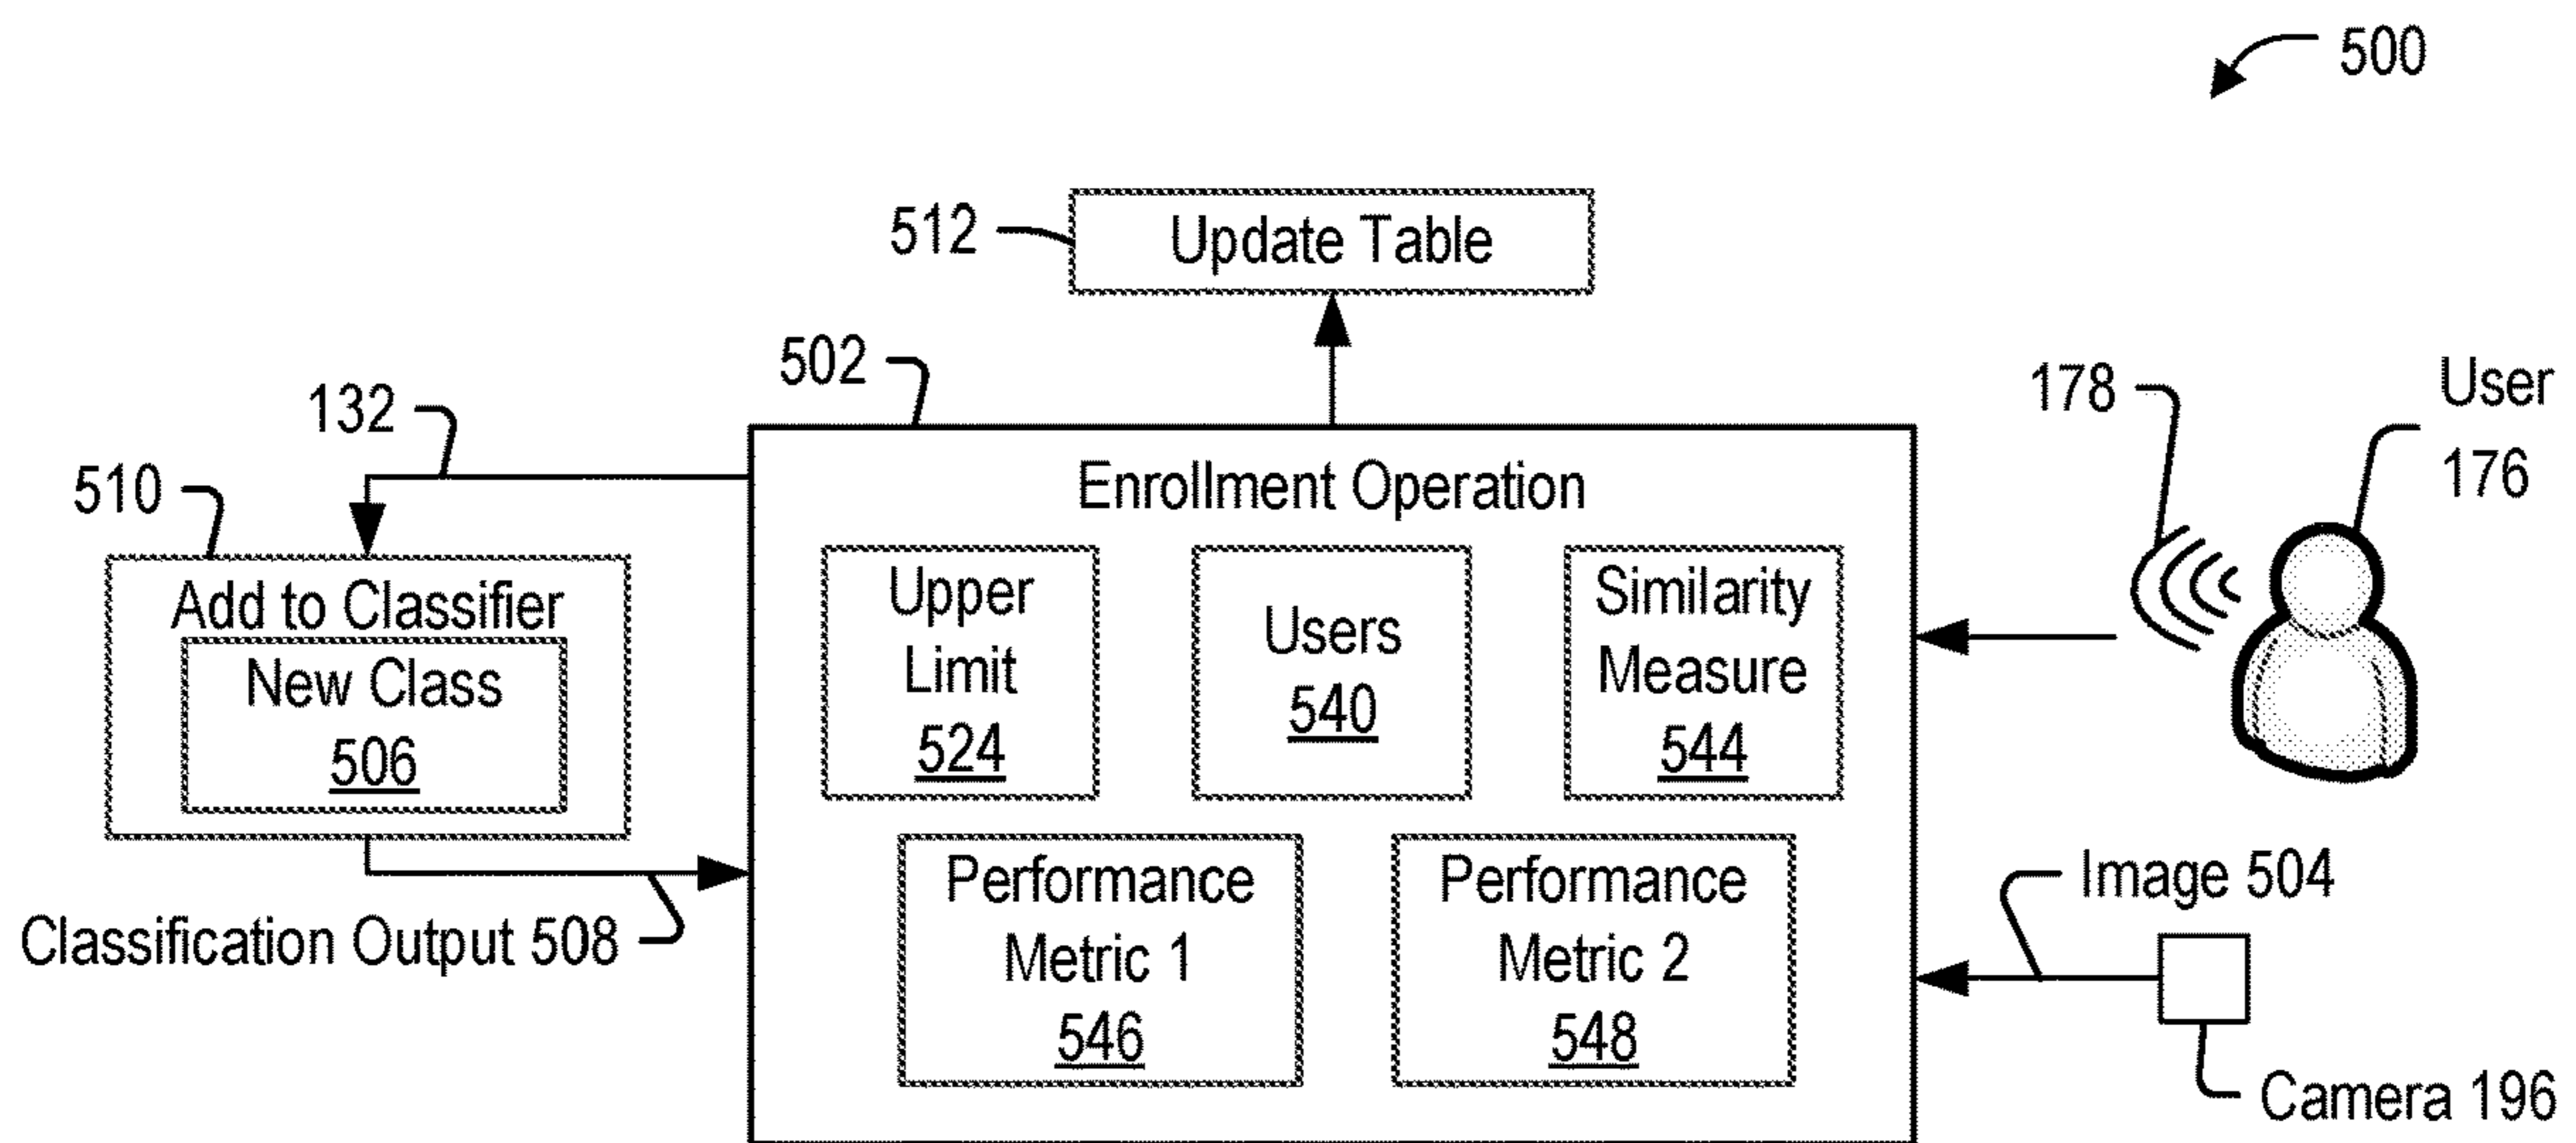 500
512
Update Table
502
132
178
User
176
510
Enrollment Operation
Add to Classifier
New Class
506
Upper
Limit
524
Users
540
Similarity
Measure
544
Classification Output 508
Performance
Metric 1
546
Performance
Metric 2
548
Image 504
Camera 196